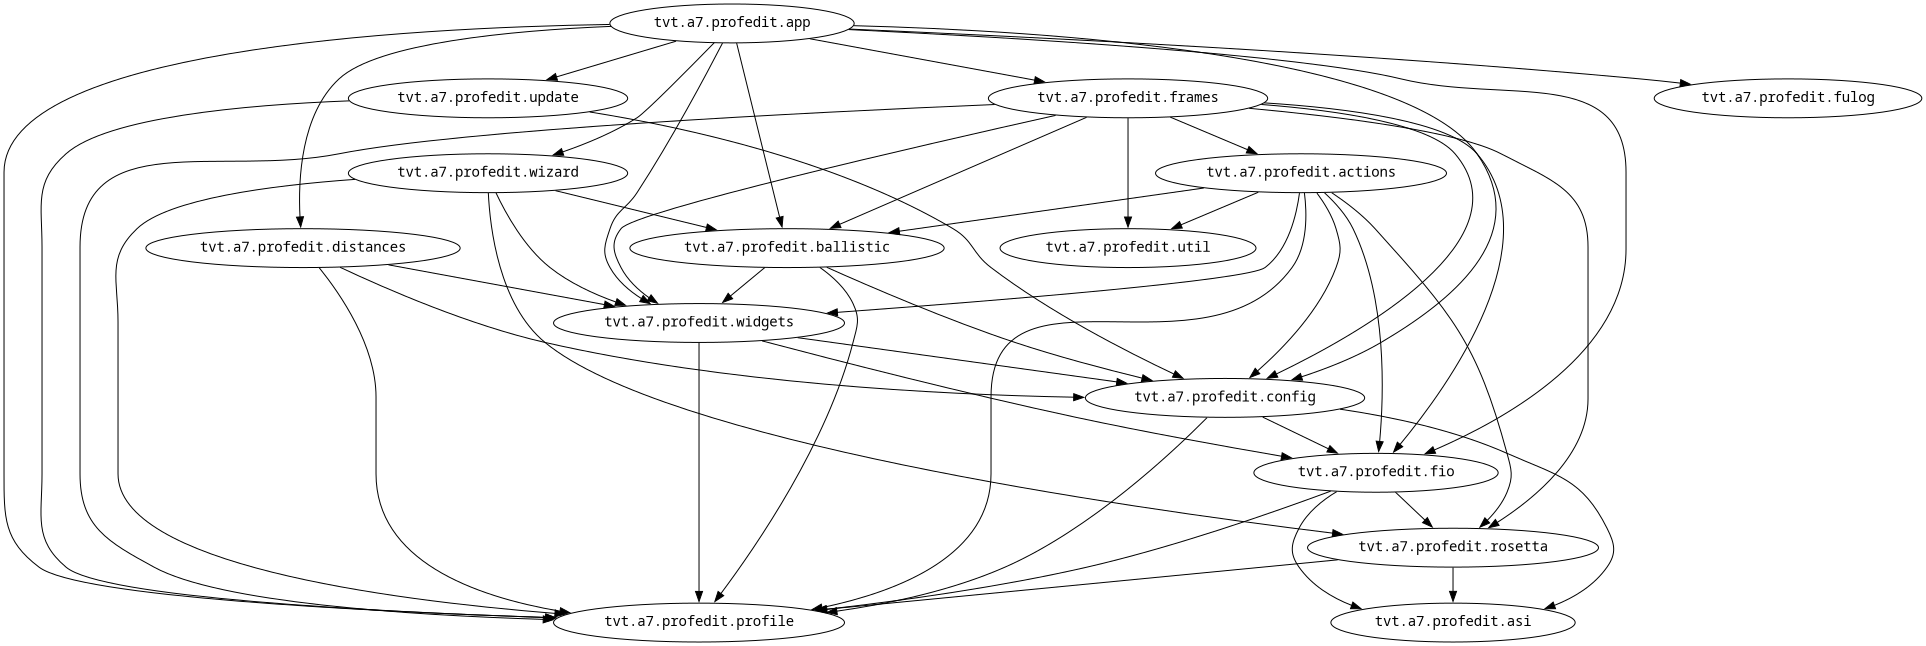 tvt.a7.profedit.app
tvt.a7.profedit.update
tvt.a7.profedit.frames
tvt.a7.profedit.fulog
tvt.a7.profedit.wizard
tvt.a7.profedit.actions
tvt.a7.profedit.distances
tvt.a7.profedit.ballistic
tvt.a7.profedit.util
tvt.a7.profedit.widgets
tvt.a7.profedit.config
tvt.a7.profedit.fio
tvt.a7.profedit.rosetta
tvt.a7.profedit.profile
tvt.a7.profedit.asi